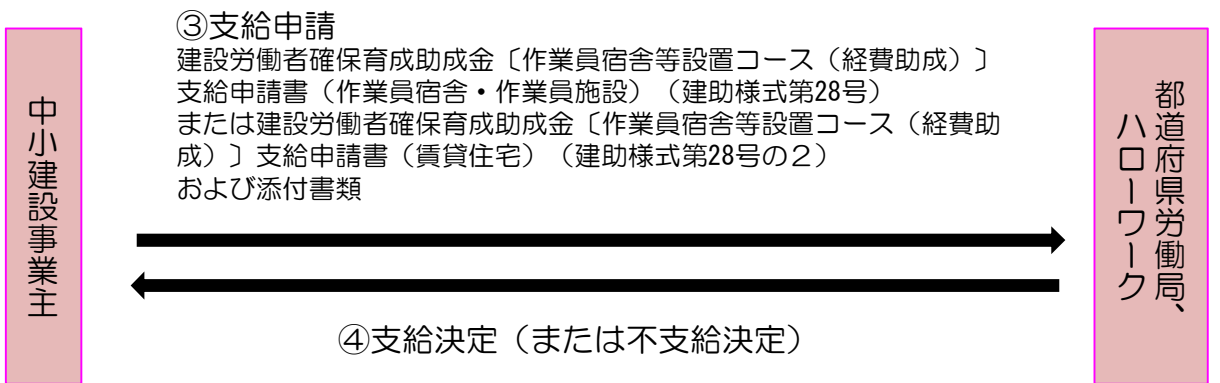 ③支給申請
建設労働者確保育成助成金〔作業員宿舎等設置コース（経費助成）〕
支給申請書（作業員宿舎・作業員施設）（建助様式第28号）
または建設労働者確保育成助成金〔作業員宿舎等設置コース（経費助
成）〕支給申請書（賃貸住宅）（建助様式第28号の２）
および添付書類
中小建設事業主
都道府県労働局、
ハローワーク
④支給決定（または不支給決定）